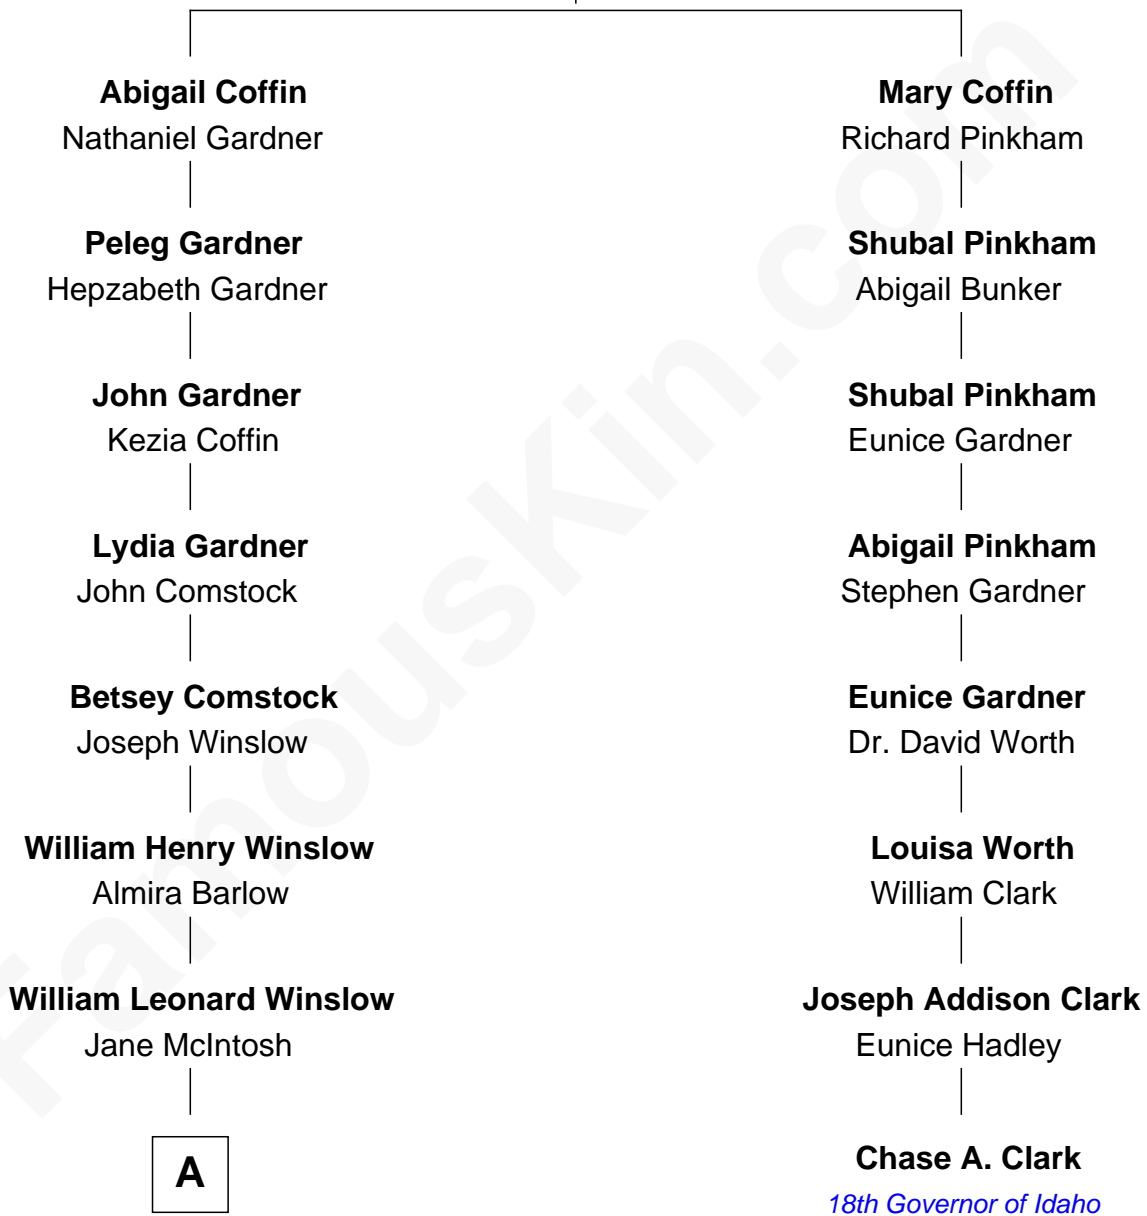 Abigail Coffin
Nathaniel Gardner
Mary Coffin
Richard Pinkham
Peleg Gardner
Hepzabeth Gardner
Shubal Pinkham
Abigail Bunker
John Gardner
Kezia Coffin
Shubal Pinkham
Eunice Gardner
Lydia Gardner
John Comstock
Abigail Pinkham
Stephen Gardner
Betsey Comstock
Joseph Winslow
Eunice Gardner
Dr. David Worth
William Henry Winslow
Almira Barlow
Louisa Worth
William Clark
William Leonard Winslow
Jane McIntosh
Joseph Addison Clark
Eunice Hadley
A
Chase A. Clark
18th Governor of Idaho
FamousKin.com